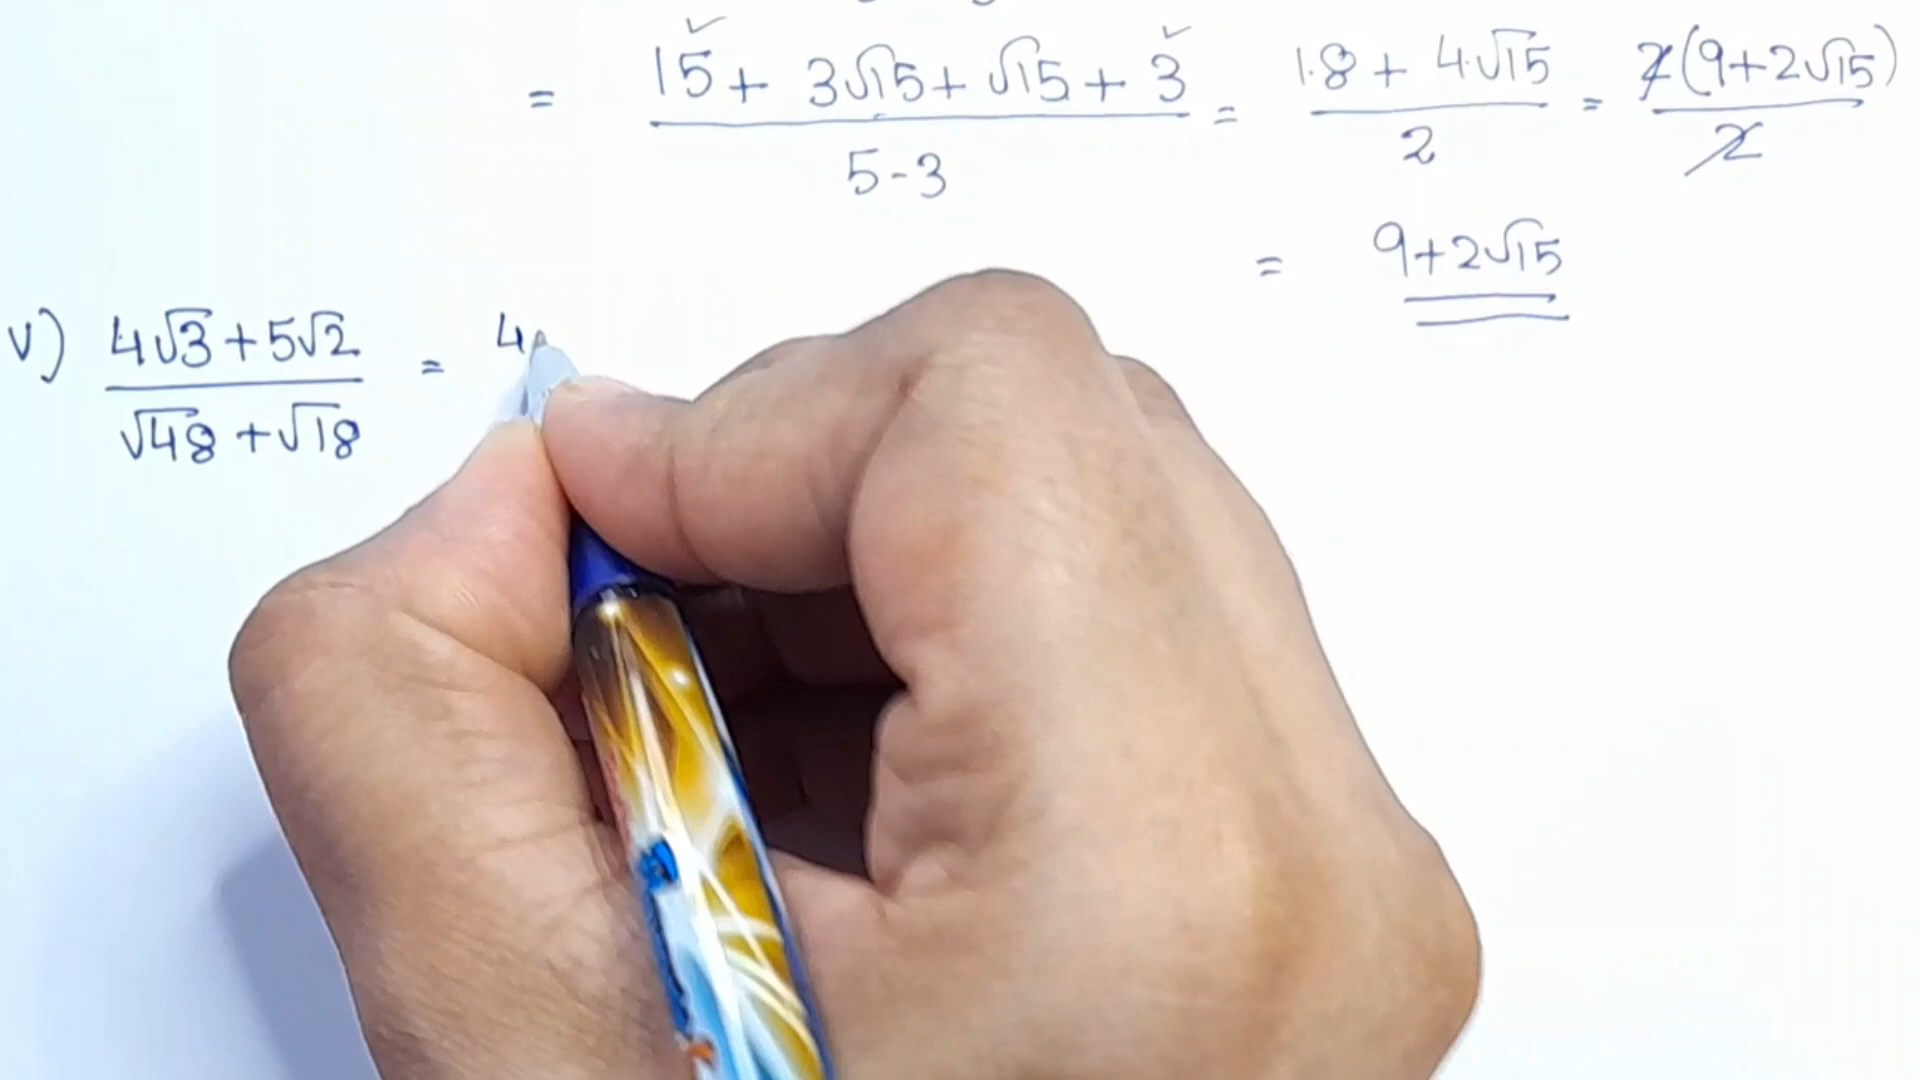 = 15 + 3√15 + √15 + 3 / 5-3 = 18 + 4√15 / 2 = 2(9+2√15) / 2
= 9+2√15
v) 4√3+5√2 / √48+√18 = 4